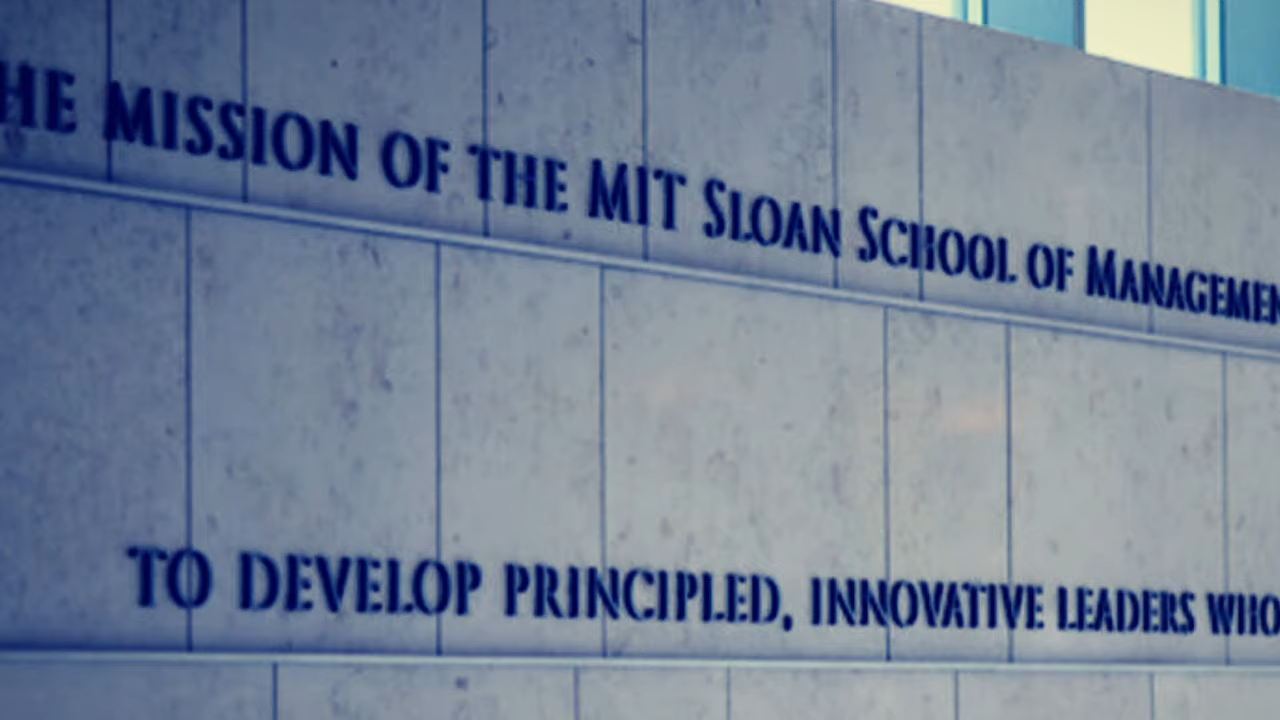 HE MISSION OF THE MIT SLOAN SCHOOL OF MANAGEMEN
TO DEVELOP PRINCIPLED, INNOVATIVE LEADERS WHO